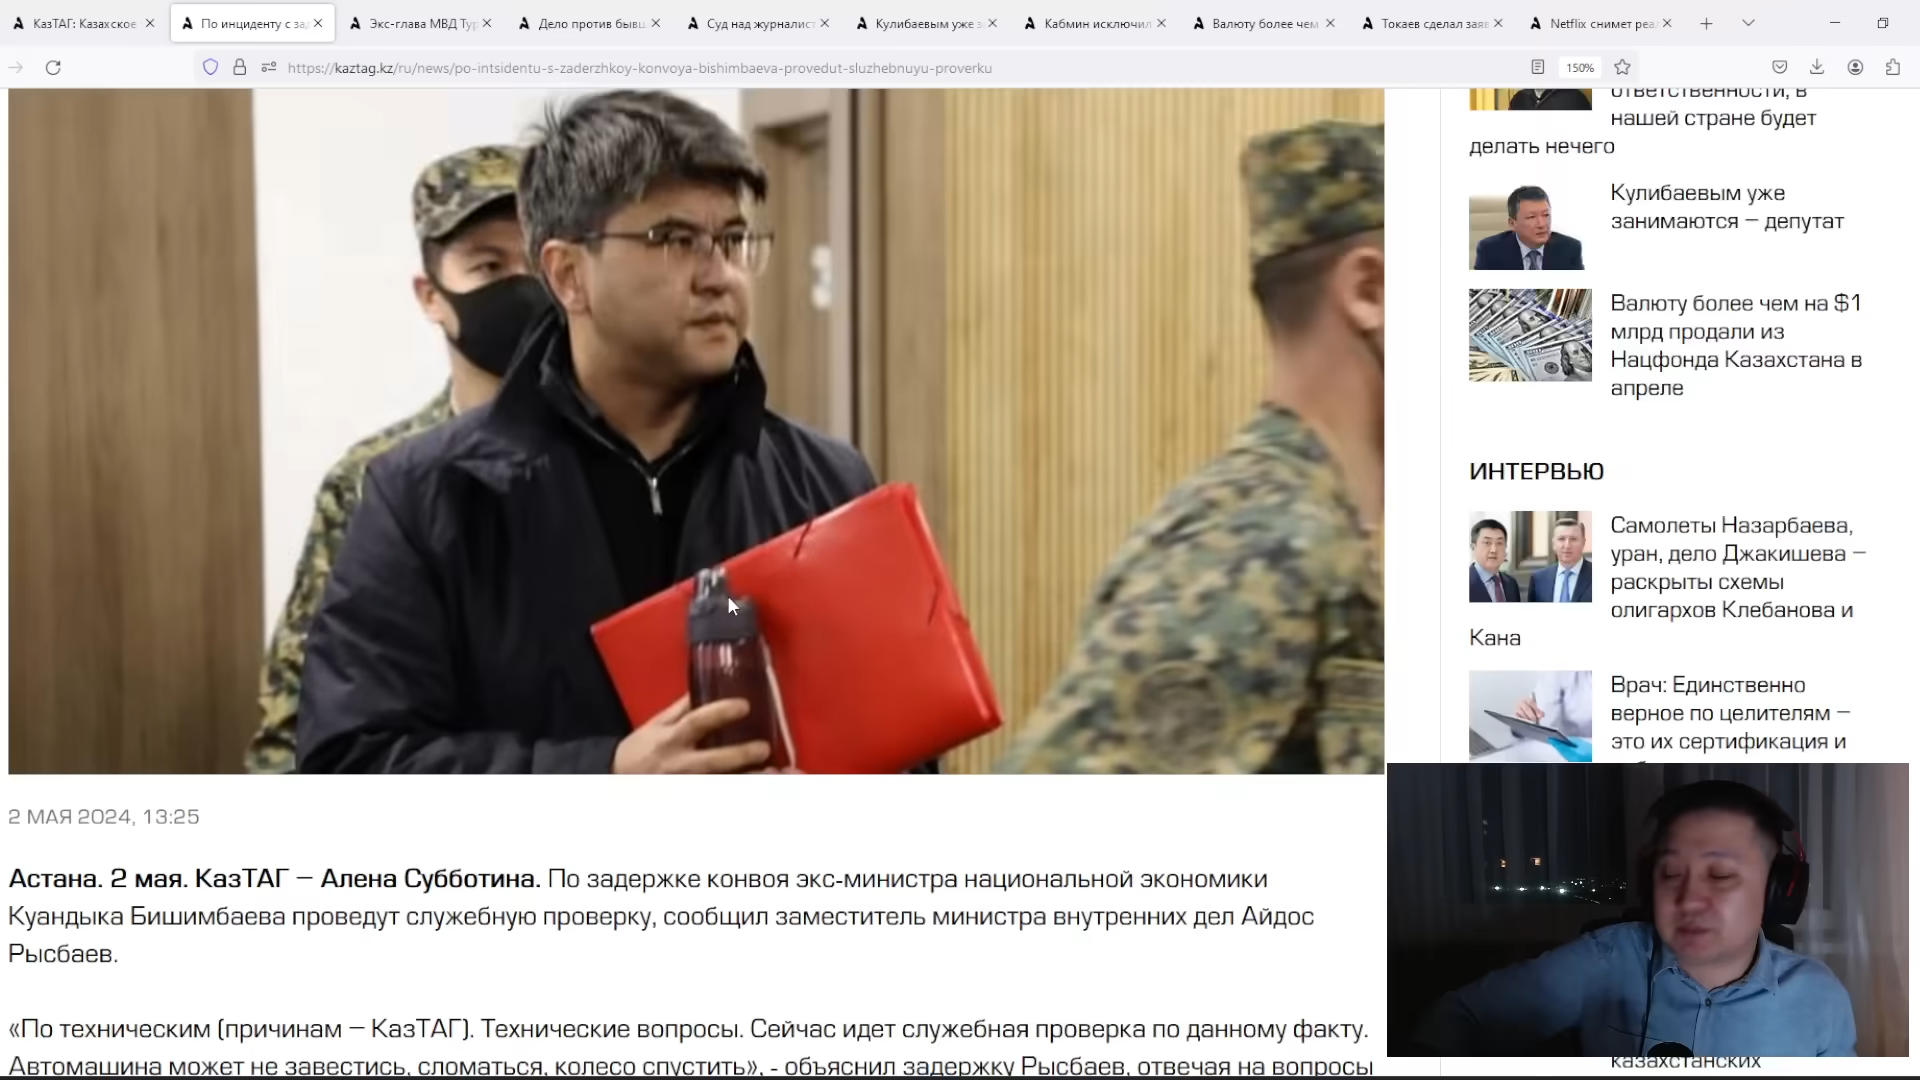 КазТАГ: Казахское
По инциденту с за
Экс-глава МВД Тур
Дело против бывш
Суд над журналист
Кулибаевым уже з
Кабмин исключил
Валюту более чем
Токаев сделал заяв
Netflix снимет реа
https://kaztag.kz/ru/news/po-intsidentu-s-zaderzhkoy-konvoya-bishimbaeva-provedut-sluzhebnuyu-proverku
150%
ответственности, в
нашей стране будет
делать нечего
Кулибаевым уже
занимаются – депутат
Валюту более чем на $1
млрд продали из
Нацфонда Казахстана в
апреле
ИНТЕРВЬЮ
Самолеты Назарбаева,
уран, дело Джакишева –
раскрыты схемы
олигархов Клебанова и
Кана
Врач: Единственно
верное по целителям –
это их сертификация и
казахстанских
2 МАЯ 2024, 13:25
Астана. 2 мая. КазТАГ – Алена Субботина. По задержке конвоя экс-министра национальной экономики
Куандыка Бишимбаева проведут служебную проверку, сообщил заместитель министра внутренних дел Айдос
Рысбаев.
«По техническим (причинам – КазТАГ). Технические вопросы. Сейчас идет служебная проверка по данному факту.
Автомашина может не завестись, сломаться, колесо спустить», - объяснил задержку Рысбаев, отвечая на вопросы